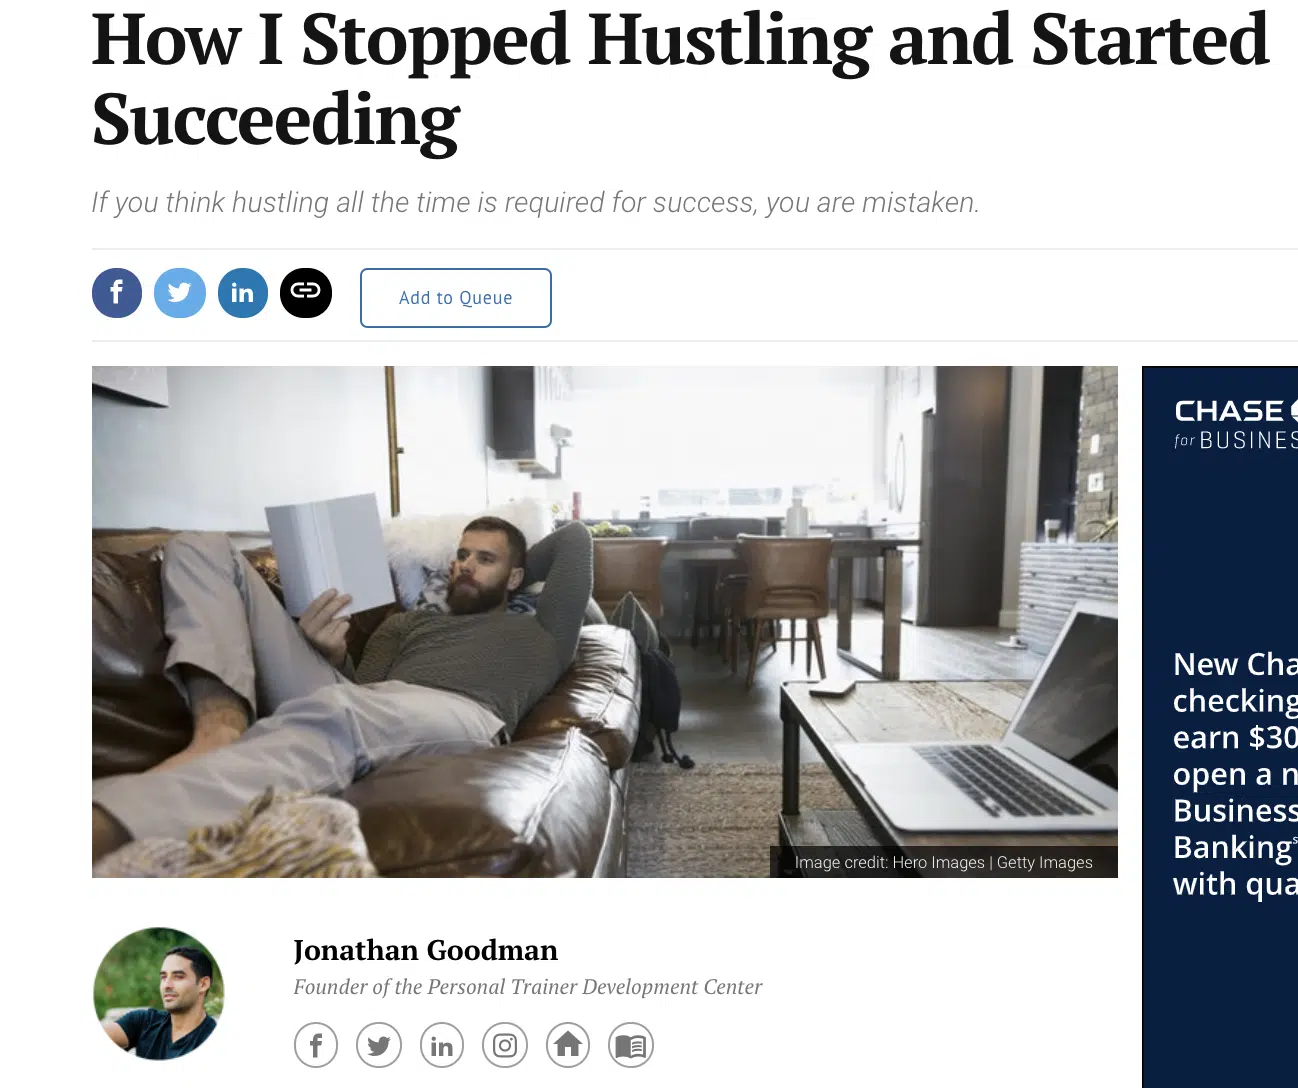 How I Stopped Hustling and Started
Succeeding
If you think hustling all the time is required for success, you are mistaken.
Add to Queue
CHASE
for BUSINES
New Cha
checking
earn $30
open a n
Business
Banking
with qua
Image credit: Hero Images | Getty Images
Jonathan Goodman
Founder of the Personal Trainer Development Center